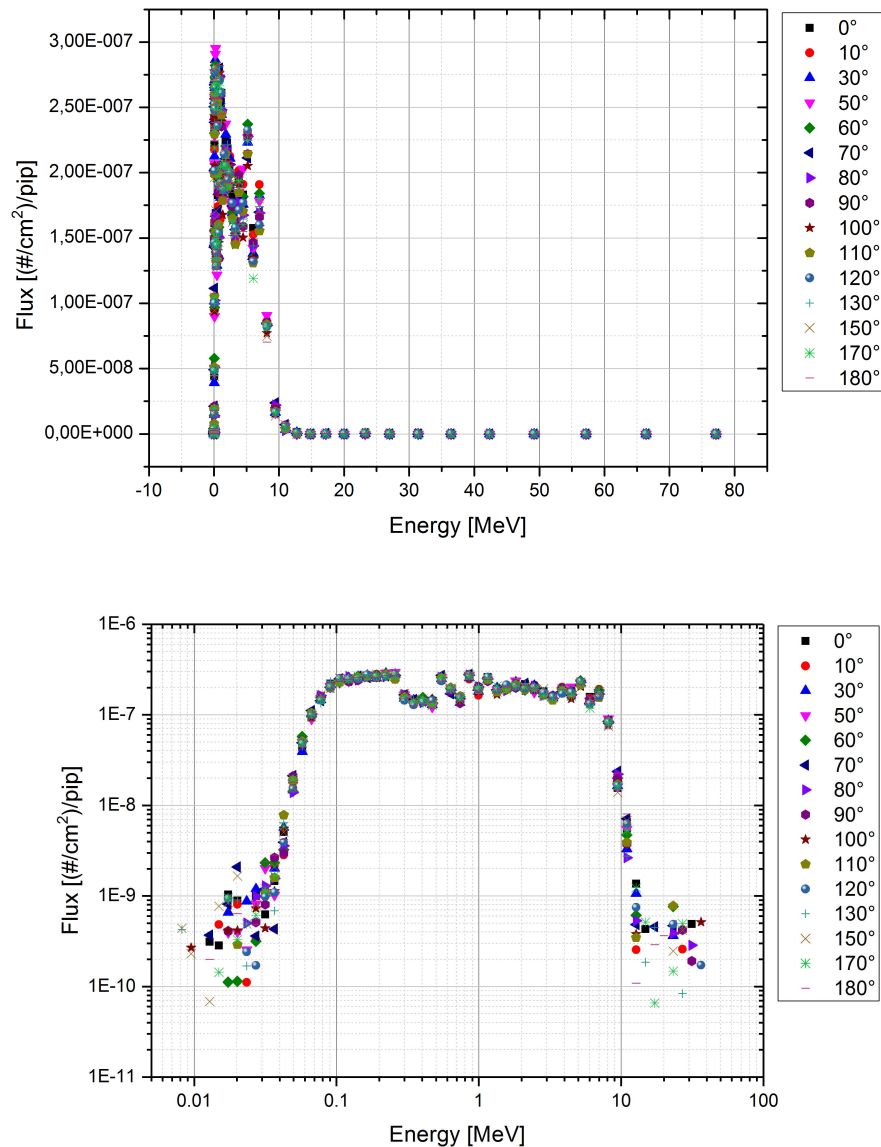 3,00E-007
2,50E-007
2,00E-007
1,50E-007
1,00E-007
5,00E-008
0,00E+000
Flux [(#/cm²)/pip]
-10 0 10 20 30 40 50 60 70 80
Energy [MeV]
0°
10°
30°
50°
60°
70°
80°
90°
100°
110°
120°
130°
150°
170°
180°
1E-6
1E-7
1E-8
1E-9
1E-10
1E-11
Flux [(#/cm²)/pip]
0.01 0.1 1 10 100
Energy [MeV]
0°
10°
30°
50°
60°
70°
80°
90°
100°
110°
120°
130°
150°
170°
180°